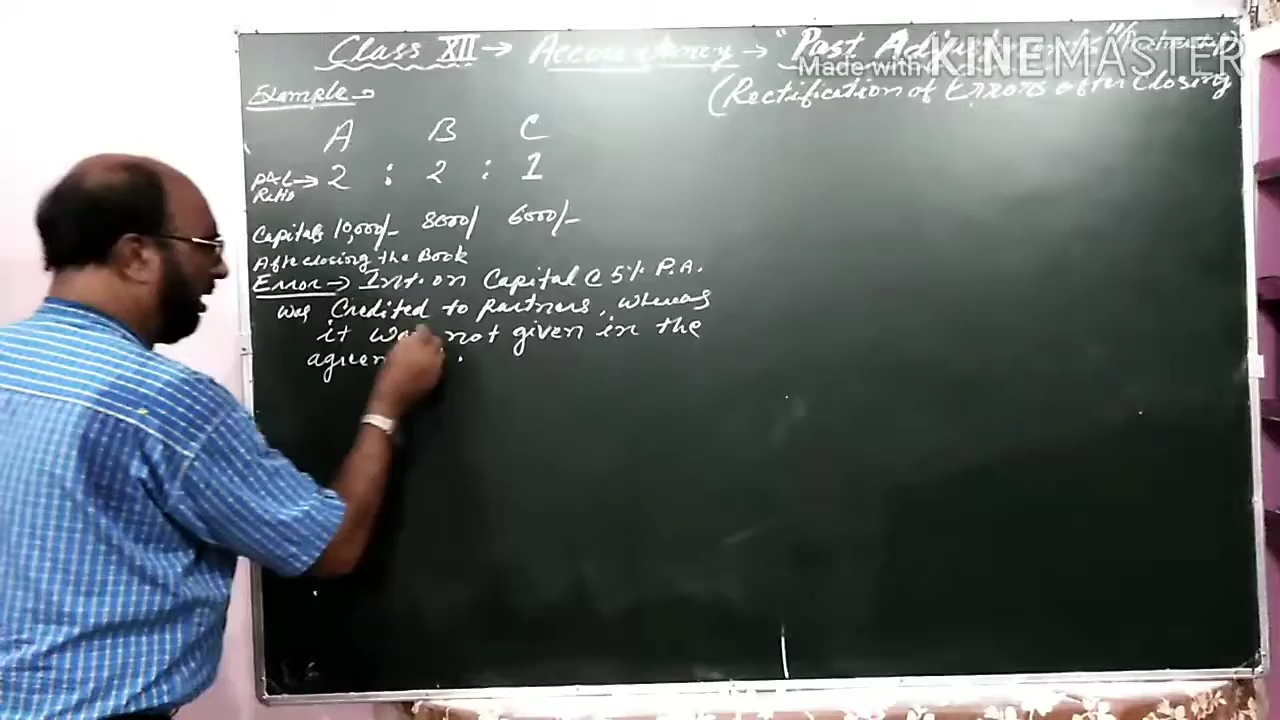 Class XII → Accountancy → "Past
Made with KINEMASTER
(Rectification of Errors after Closing
Example
A B C
P&L Ratio → 2 : 2 : 1
Capitals 10,000/- 8000/ 6000/-
After closing the Book
Error → Int. on Capital @ 5% P.A.
was Credited to partners, whereas
it was not given in the